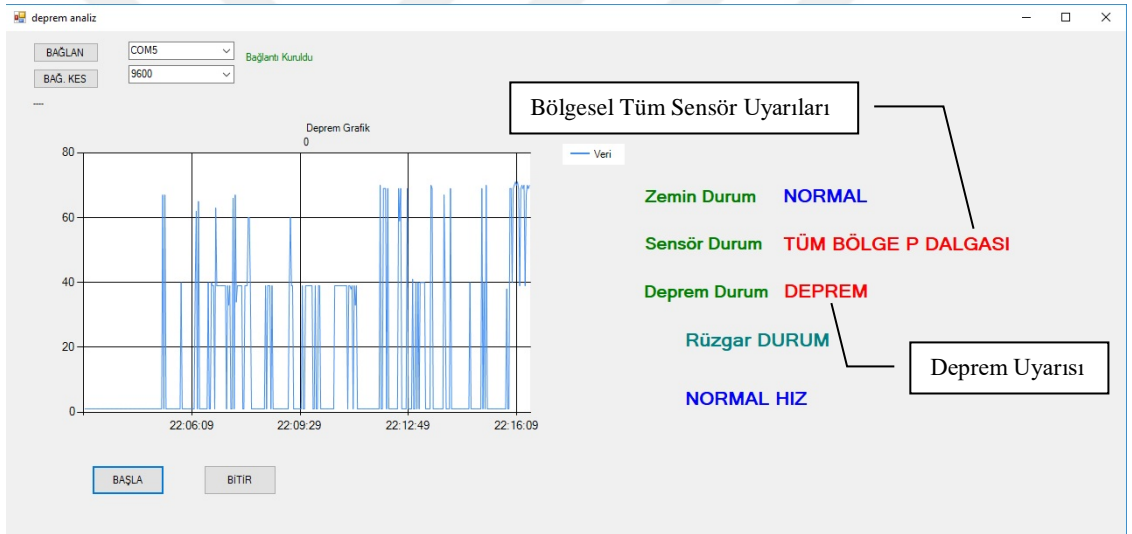 deprem analiz
BAĞLAN
COM5
Bağlantı Kuruldu
BAĞ. KES
9600
---
Bölgesel Tüm Sensör Uyarıları
Deprem Grafik
0
Veri
80
60
40
20
0
22:06:09
22:09:29
22:12:49
22:16:09
Zemin Durum NORMAL
Sensör Durum TÜM BÖLGE P DALGASI
Deprem Durum DEPREM
Rüzgar DURUM
Deprem Uyarısı
NORMAL HIZ
BAŞLA
BİTİR